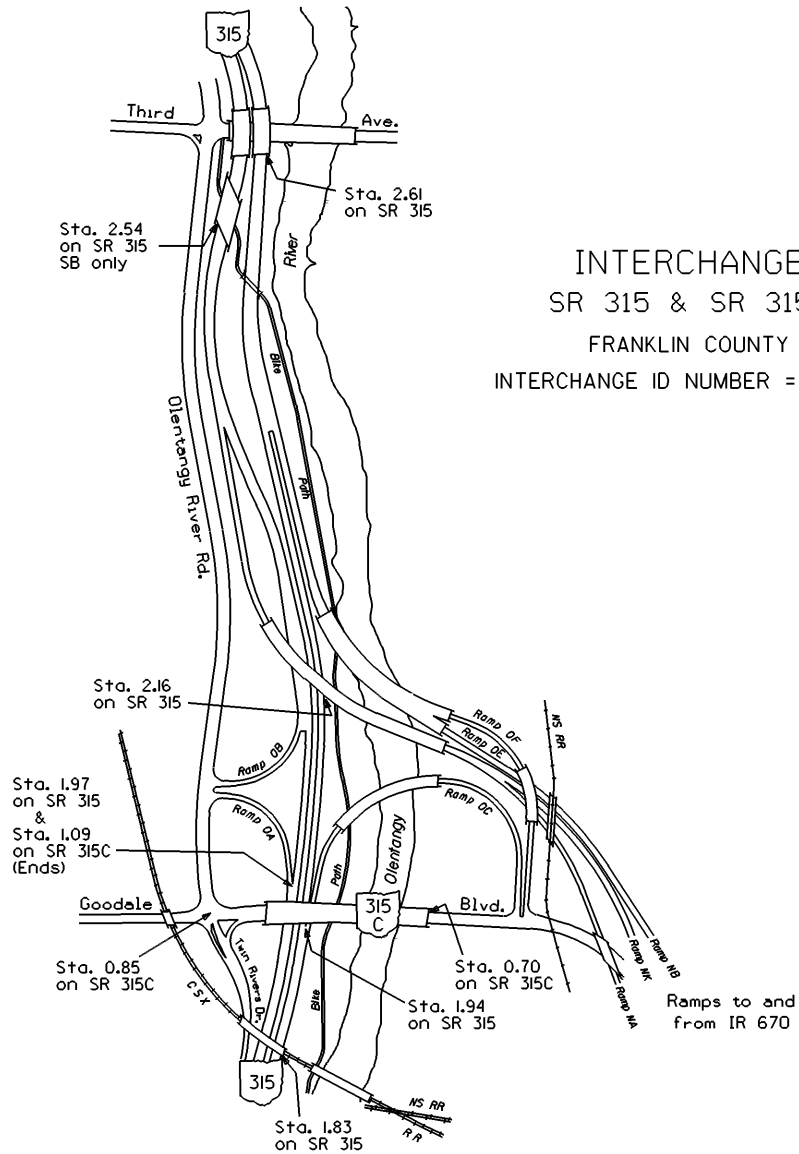 315
Third
Ave.
Sta. 2.61
on SR 315
Sta. 2.54
on SR 315
SB only
River
INTERCHANGE
SR 315 & SR 315
FRANKLIN COUNTY
INTERCHANGE ID NUMBER =
Bike
Olentangy River Rd.
Path
Sta. 2.16
on SR 315
NS RR
Ramp OF
Ramp OE
Ramp OB
Sta. 1.97
on SR 315
&
Sta. 1.09
on SR 315C
(Ends)
Ramp OA
Ramp OC
Olentangy
Path
Goodale
315
C
Blvd.
Twin Rivers Dr.
Sta. 0.85
on SR 315C
Sta. 0.70
on SR 315C
Ramp NB
Ramp NK
Ramp NA
CSX
Bike
Sta. 1.94
on SR 315
Ramps to and
from IR 670
315
NS RR
RR
Sta. 1.83
on SR 315